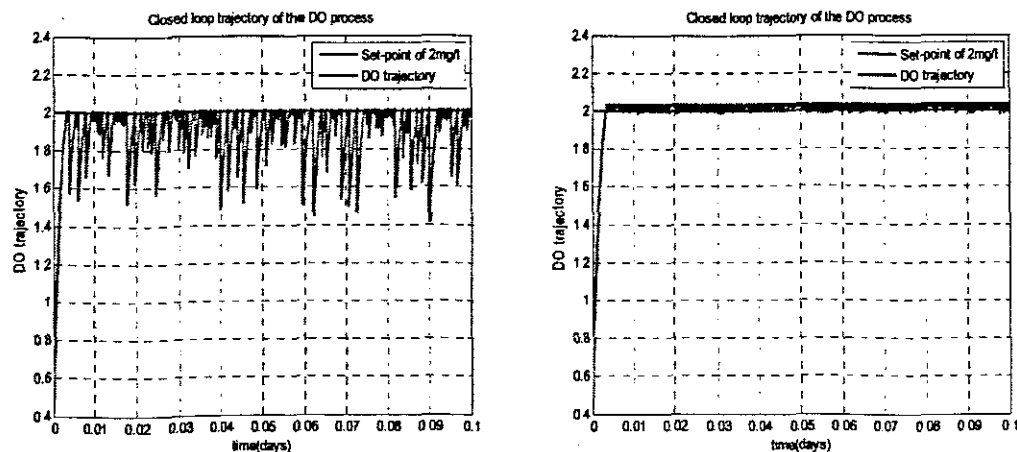 Closed loop trajectory of the DO process
2.4
2.2
2
1.8
1.6
1.4
1.2
1
0.8
0.6
0.4
DO trajectory
Set-point of 2mg/l
DO trajectory
0 0.01 0.02 0.03 0.04 0.05 0.06 0.07 0.08 0.09 0.1
time(days)
Closed loop trajectory of the DO process
2.4
2.2
2
1.8
1.6
1.4
1.2
1
0.8
0.6
0.4
DO trajectory
Set-point of 2mg/l
DO trajectory
0 0.01 0.02 0.03 0.04 0.05 0.06 0.07 0.08 0.09 0.1
time(days)